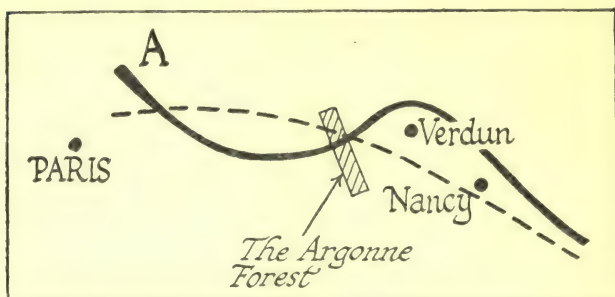 A
PARIS
Verdun
Nancy
The Argonne
Forest